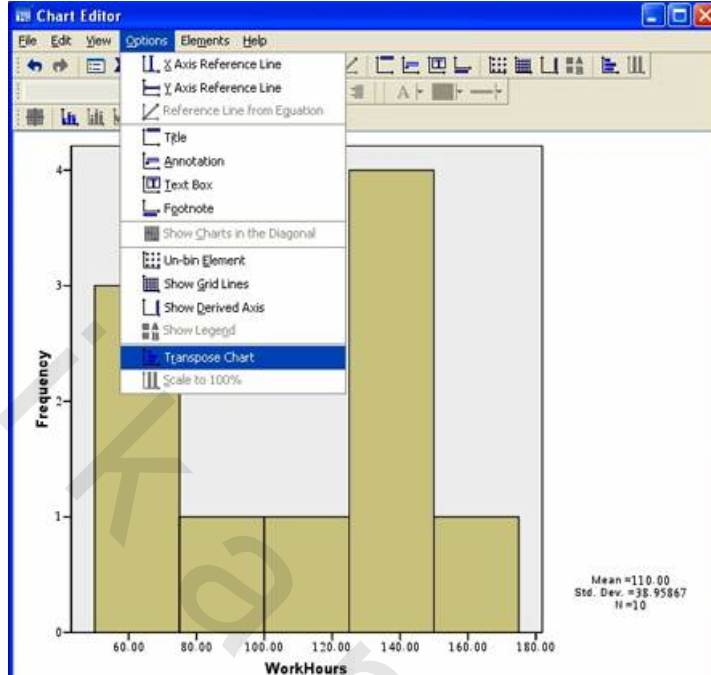 Chart Editor
File Edit View Options Elements Help
X Axis Reference Line
Y Axis Reference Line
Reference Line from Equation
Title
Annotation
Text Box
Footnote
Show Charts in the Diagonal
Un-bin Element
Show Grid Lines
Show Derived Axis
Show Legend
Transpose Chart
Scale to 100%
A
4
3
2
1
0
Frequency
60.00 80.00 100.00 120.00 140.00 160.00 180.00
WorkHours
Mean =110.00
Std. Dev. =38.95867
N =10